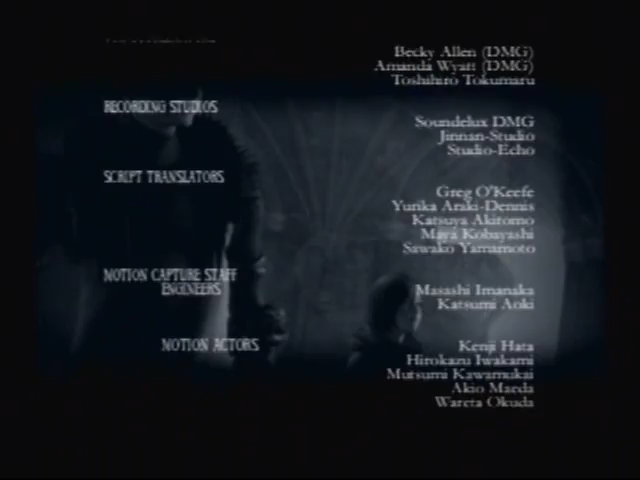 Becky Allen (DMG)
Amanda Wyatt (DMG)
Toshihiro Tokumaru
RECORDING STUDIOS
Soundelux DMG
Jinnan-Studio
Studio-Echo
SCRIPT TRANSLATORS
Greg O'Keefe
Yurika Araki-Dennis
Katsuya Akitomo
Maya Kobayashi
Sawako Yamamoto
MOTION CAPTURE STAFF
ENGINEERS
Masashi Imanaka
Katsumi Aoki
MOTION ACTORS
Kenji Hata
Hirokazu Iwakami
Mutsumi Kawamukai
Akio Maeda
Wareta Okuda